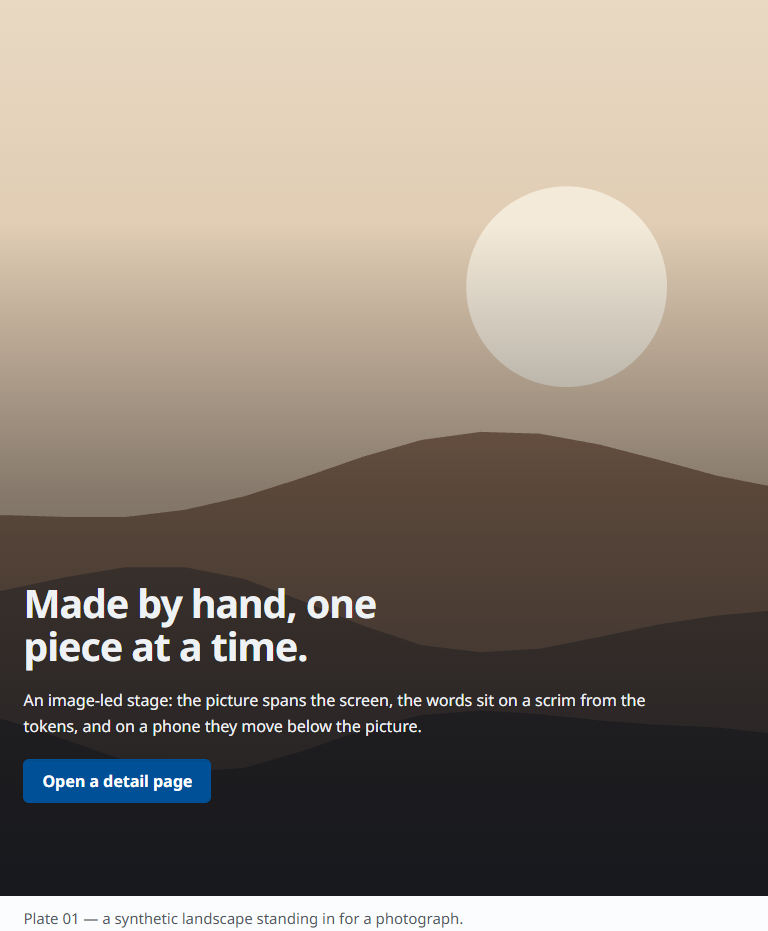 Made by hand, one
piece at a time.
An image-led stage: the picture spans the screen, the words sit on a scrim from the
tokens, and on a phone they move below the picture.
Open a detail page
Plate 01 — a synthetic landscape standing in for a photograph.